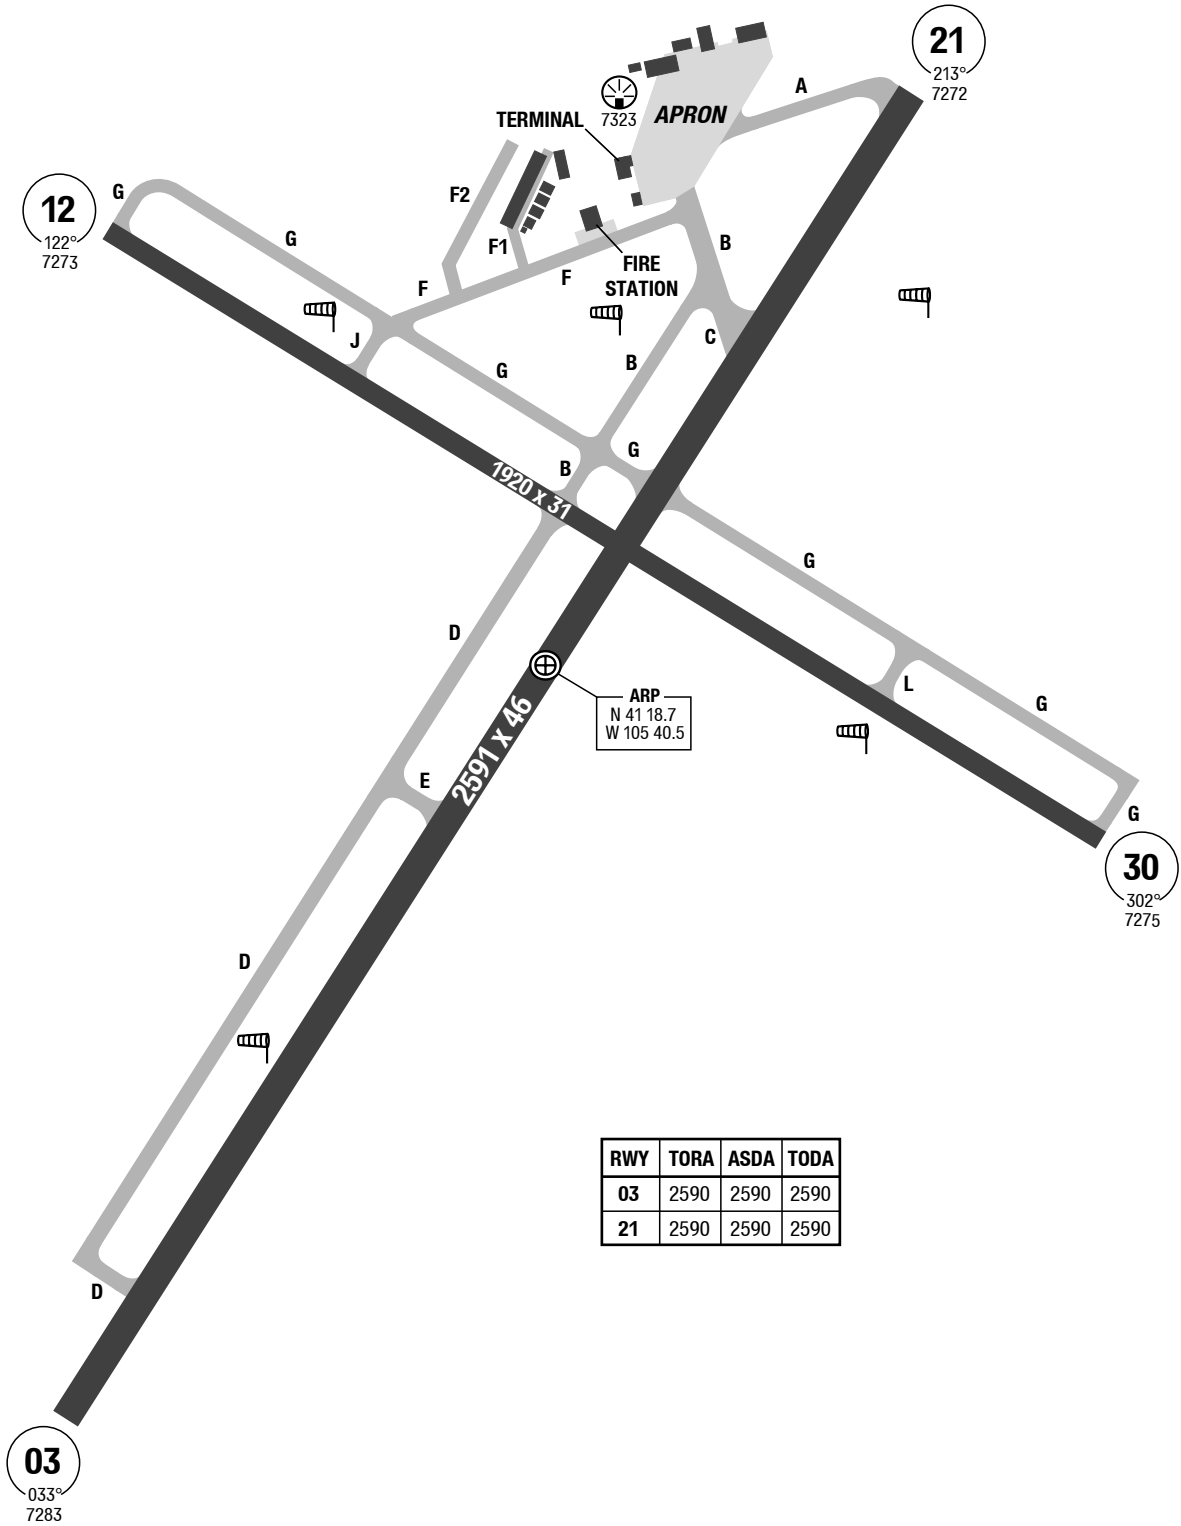 21
213°
7272
A
7323
APRON
TERMINAL
G
12
122°
7273
F2
G
F1
B
F
FIRE
STATION
F
J
C
B
G
G
B
1920 x 31
G
D
L
ARP
N 41 18.7
W 105 40.5
G
2591 x 46
E
G
30
302°
7275
D
RWY TORA ASDA TODA
03 2590 2590 2590
21 2590 2590 2590
D
03
033°
7283